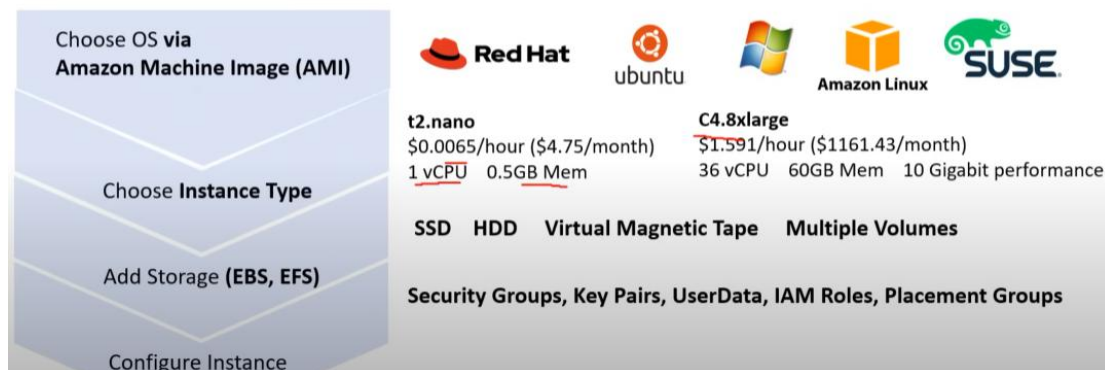 Choose OS via
Amazon Machine Image (AMI)
Red Hat
ubuntu
Amazon Linux
SUSE
Choose Instance Type
t2.nano
$0.0065/hour ($4.75/month)
1 vCPU 0.5GB Mem
C4.8xlarge
$1.591/hour ($1161.43/month)
36 vCPU 60GB Mem 10 Gigabit performance
Add Storage (EBS, EFS)
SSD HDD Virtual Magnetic Tape Multiple Volumes
Configure Instance
Security Groups, Key Pairs, UserData, IAM Roles, Placement Groups